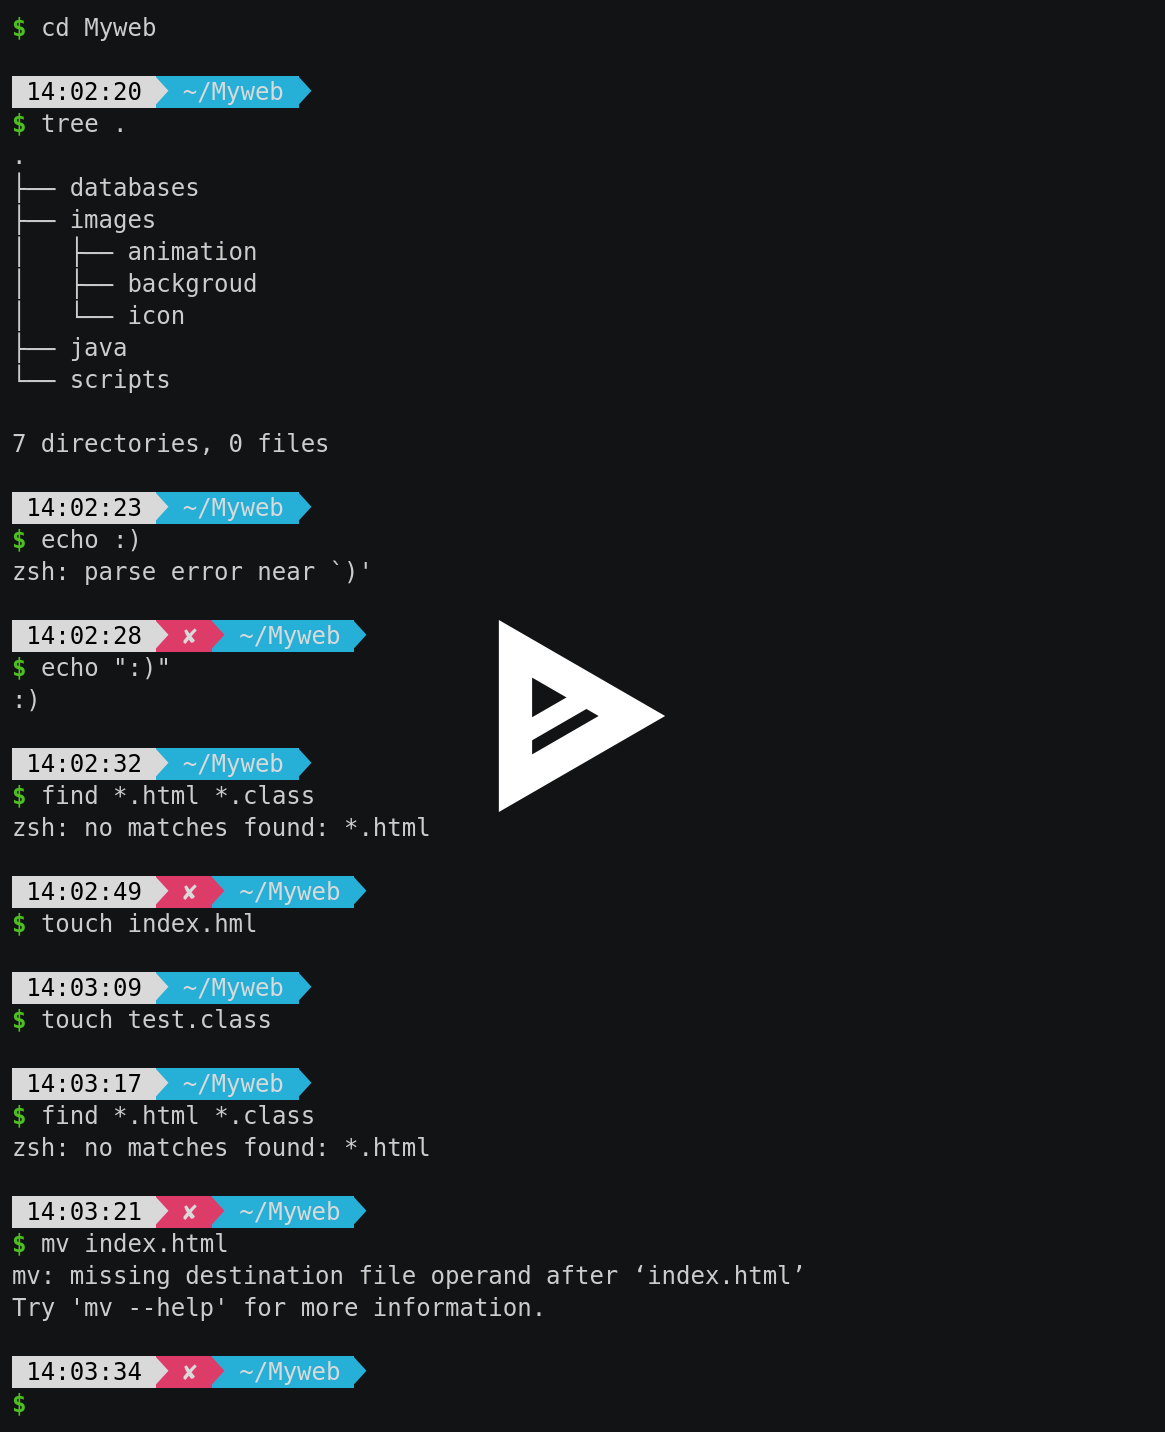 $ cd Myweb
14:02:20 ~/Myweb
$ tree .
.
├── databases
├── images
│   ├── animation
│   ├── backgroud
│   └── icon
├── java
└── scripts
7 directories, 0 files
14:02:23 ~/Myweb
$ echo :)
zsh: parse error near `)'
14:02:28 ✘ ~/Myweb
$ echo ":)"
:)
14:02:32 ~/Myweb
$ find *.html *.class
zsh: no matches found: *.html
14:02:49 ✘ ~/Myweb
$ touch index.hml
14:03:09 ~/Myweb
$ touch test.class
14:03:17 ~/Myweb
$ find *.html *.class
zsh: no matches found: *.html
14:03:21 ✘ ~/Myweb
$ mv index.html
mv: missing destination file operand after ‘index.html’
Try 'mv --help' for more information.
14:03:34 ✘ ~/Myweb
$